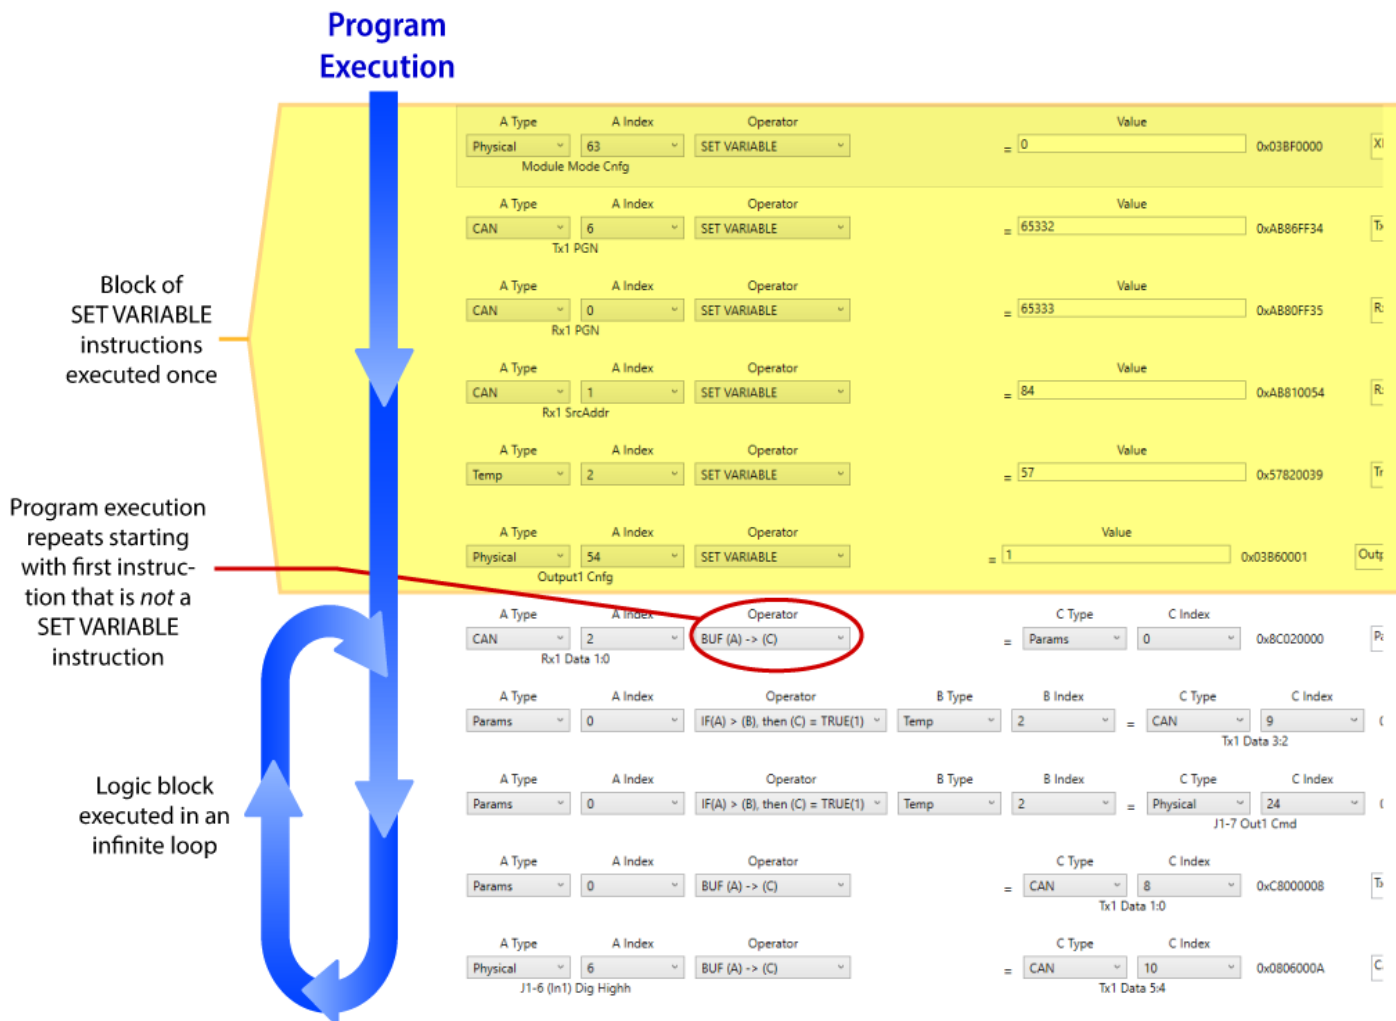 Program
Execution
A Type A Index Operator Value
Physical 63 SET VARIABLE = 0 0x03BF0000
Module Mode Cnfg
A Type A Index Operator Value
CAN 6 SET VARIABLE = 65332 0xAB86FF34
Tx1 PGN
A Type A Index Operator Value
CAN 0 SET VARIABLE = 65333 0xAB80FF35
Rx1 PGN
A Type A Index Operator Value
CAN 1 SET VARIABLE = 84 0xAB810054
Rx1 SrcAddr
A Type A Index Operator Value
Temp 2 SET VARIABLE = 57 0x57820039
A Type A Index Operator Value
Physical 54 SET VARIABLE = 1 0x03B60001 Outp
Output1 Cnfg
Block of
SET VARIABLE
instructions
executed once
Program execution
repeats starting
with first instruc-
tion that is not a
SET VARIABLE
instruction
A Type A Index Operator C Type C Index
CAN 2 BUF (A) -> (C) = Params 0 0x8C020000
Rx1 Data 1:0
A Type A Index Operator B Type B Index C Type C Index
Params 0 IF(A) > (B), then (C) = TRUE(1) Temp 2 = CAN 9
Tx1 Data 3:2
A Type A Index Operator B Type B Index C Type C Index
Params 0 IF(A) > (B), then (C) = TRUE(1) Temp 2 = Physical 24
J1-7 Out1 Cmd
A Type A Index Operator C Type C Index
Params 0 BUF (A) -> (C) = CAN 8 0xC8000008
Tx1 Data 1:0
A Type A Index Operator C Type C Index
Physical 6 BUF (A) -> (C) = CAN 10 0x0806000A
J1-6 (In1) Dig Highh Tx1 Data 5:4
Logic block
executed in an
infinite loop